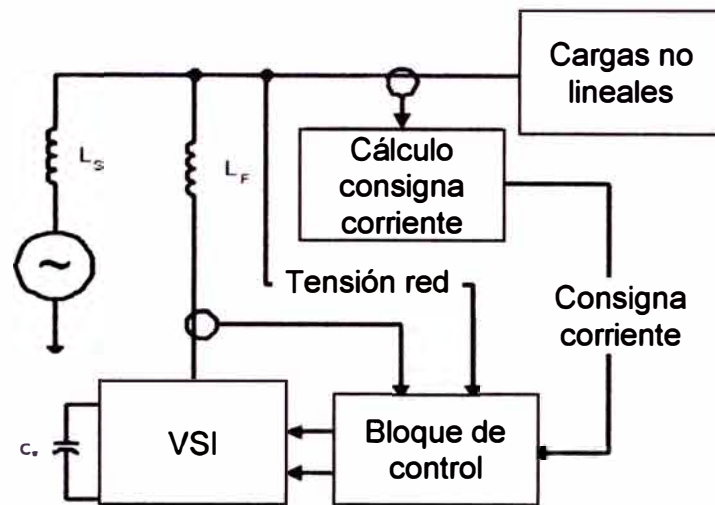 Cargas no
lineales
L_S
L_F
Cálculo
consigna
corriente
Tensión red
Consigna
corriente
VSI
Bloque de
control